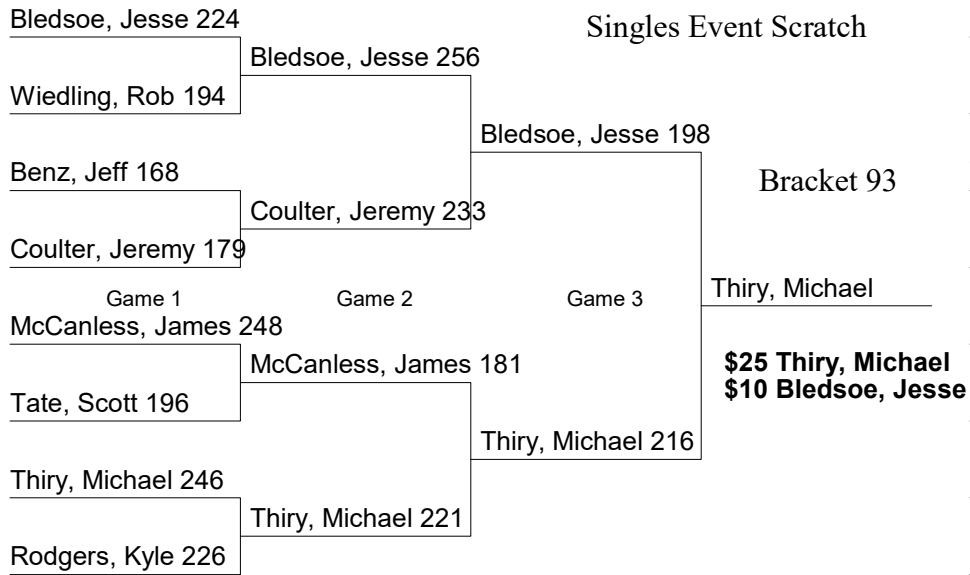 Bledsoe, Jesse 224
Singles Event Scratch
Bledsoe, Jesse 256
Wiedling, Rob 194
Bledsoe, Jesse 198
Benz, Jeff 168
Bracket 93
Coulter, Jeremy 233
Coulter, Jeremy 179
Game 1
Game 2
Game 3
Thiry, Michael
McCanless, James 248
McCanless, James 181
$25 Thiry, Michael
$10 Bledsoe, Jesse
Tate, Scott 196
Thiry, Michael 216
Thiry, Michael 246
Thiry, Michael 221
Rodgers, Kyle 226